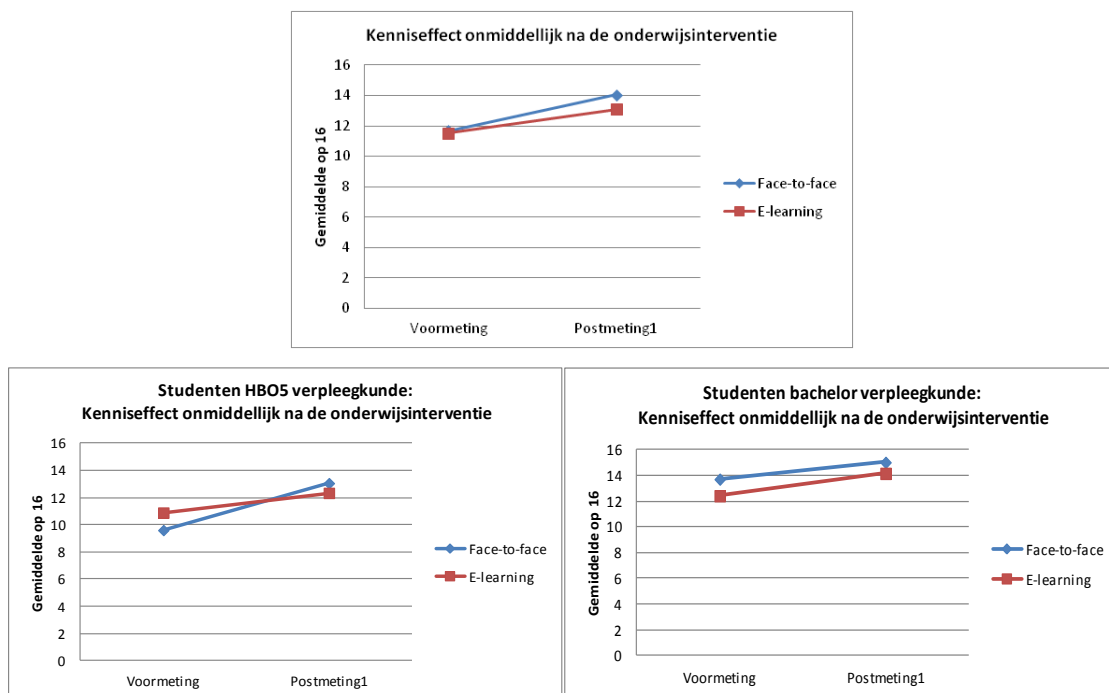 Kenniseffect onmiddelijk na de onderwijsinterventie
Gemiddelde op 16
16
14
12
10
8
6
4
2
0
Voormeting
Postmeting1
Face-to-face
E-learning
Studenten HBO5 verpleegkunde:
Kenniseffect onmiddellijk na de onderwijsinterventie
Gemiddelde op 16
16
14
12
10
8
6
4
2
0
Voormeting
Postmeting1
Face-to-face
E-learning
Studenten bachelor verpleegkunde:
Kenniseffect onmiddellijk na de onderwijsinterventie
Gemiddelde op 16
16
14
12
10
8
6
4
2
0
Voormeting
Postmeting1
Face-to-face
E-learning